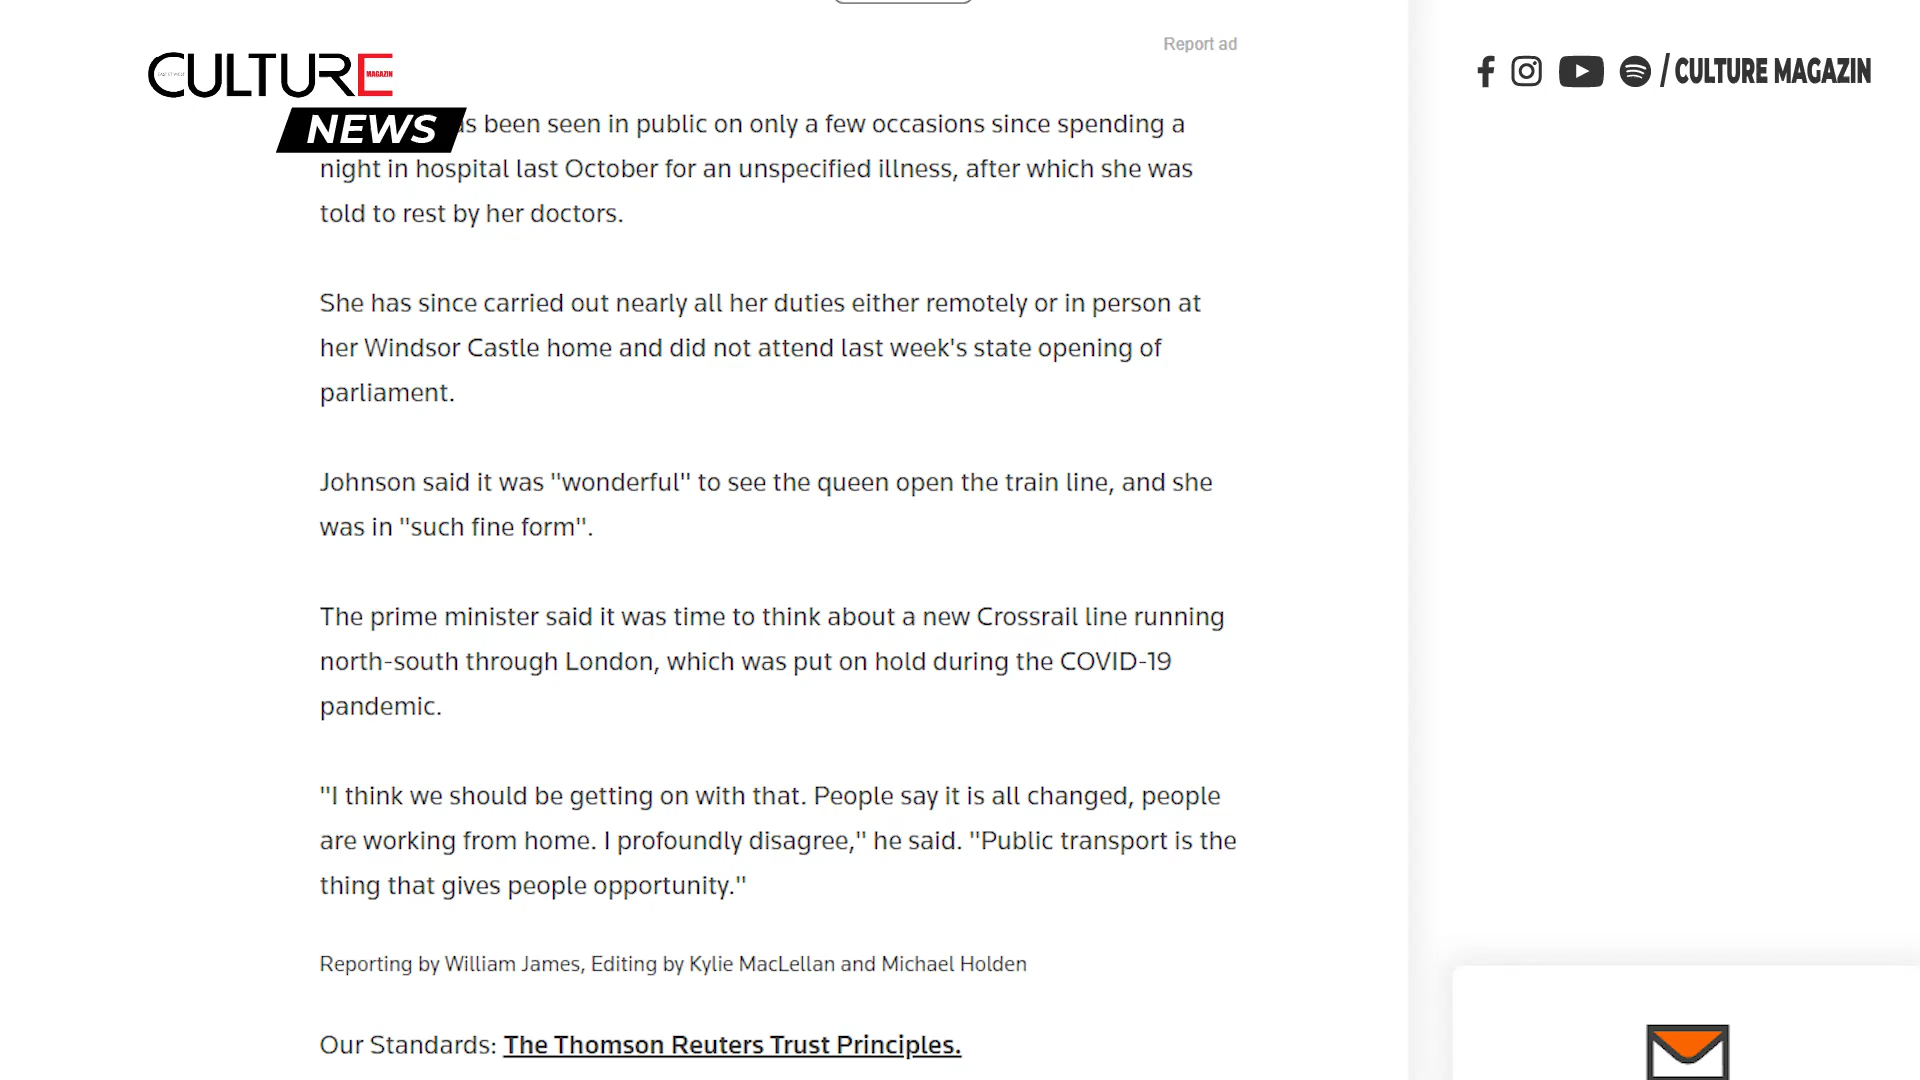 Report ad
CULTURE
MAGAZIN
NEWS
/ CULTURE MAGAZIN
s been seen in public on only a few occasions since spending a
night in hospital last October for an unspecified illness, after which she was
told to rest by her doctors.
She has since carried out nearly all her duties either remotely or in person at
her Windsor Castle home and did not attend last week's state opening of
parliament.
Johnson said it was "wonderful" to see the queen open the train line, and she
was in "such fine form".
The prime minister said it was time to think about a new Crossrail line running
north-south through London, which was put on hold during the COVID-19
pandemic.
"I think we should be getting on with that. People say it is all changed, people
are working from home. I profoundly disagree," he said. "Public transport is the
thing that gives people opportunity."
Reporting by William James, Editing by Kylie MacLellan and Michael Holden
Our Standards: The Thomson Reuters Trust Principles.